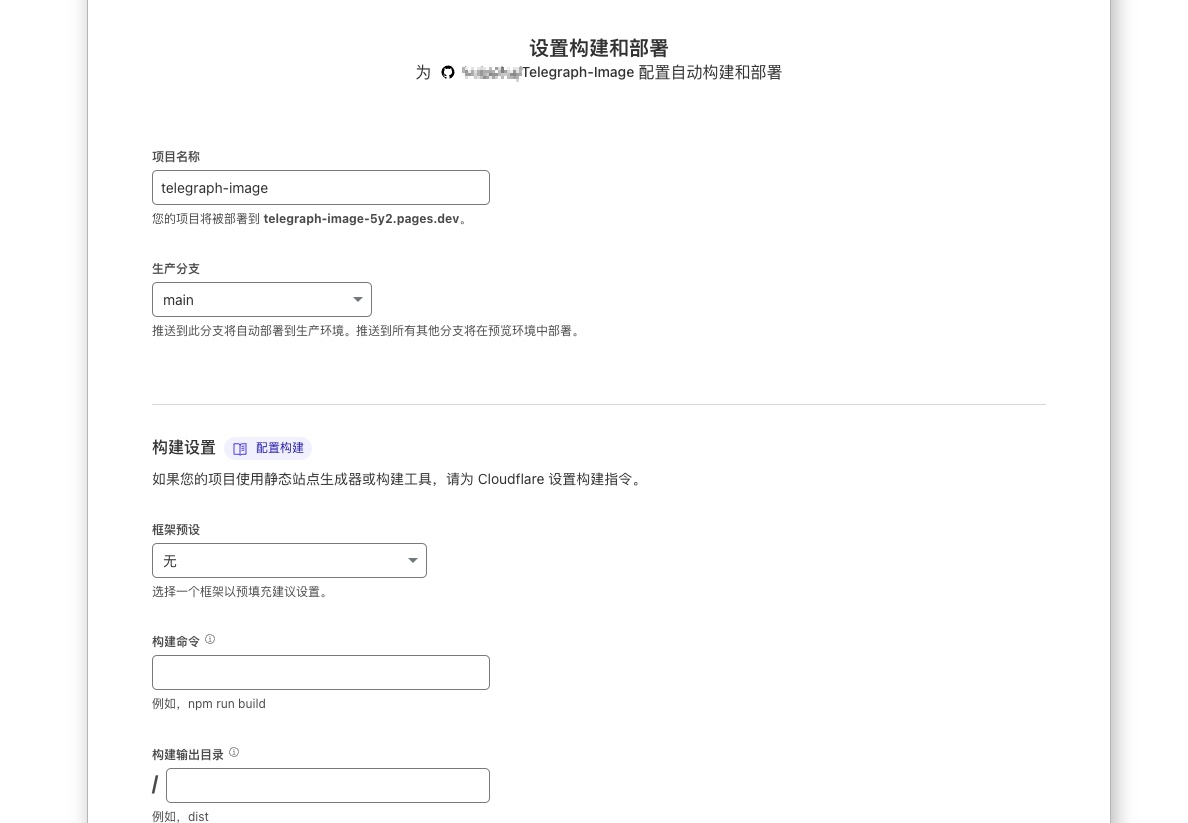 设置构建和部署
为 Telegraph-Image 配置自动构建和部署
项目名称
telegraph-image
您的项目将被部署到 telegraph-image-5y2.pages.dev。
生产分支
main
推送到此分支将自动部署到生产环境。推送到所有其他分支将在预览环境中部署。
构建设置 配置构建
如果您的项目使用静态站点生成器或构建工具，请为 Cloudflare 设置构建指令。
框架预设
无
选择一个框架以预填充建议设置。
构建命令
例如，npm run build
构建输出目录
/
例如，dist